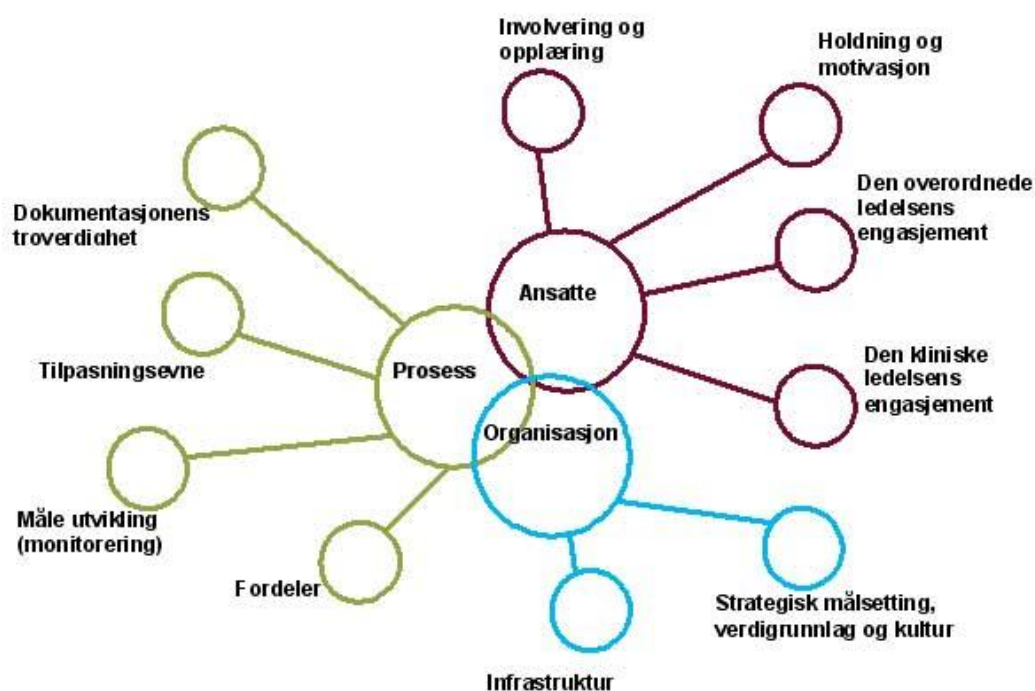 Involvering og
opplæring
Holdning og
motivasjon
Den overordnede
ledelsens
engasjement
Dokumentasjonens
troverdighet
Ansatte
Tilpasningsevne
Prosess
Den kliniske
ledelsens
engasjement
Organisasjon
Måle utvikling
(monitorering)
Fordeler
Strategisk målsetting,
verdigrunnlag og kultur
Infrastruktur